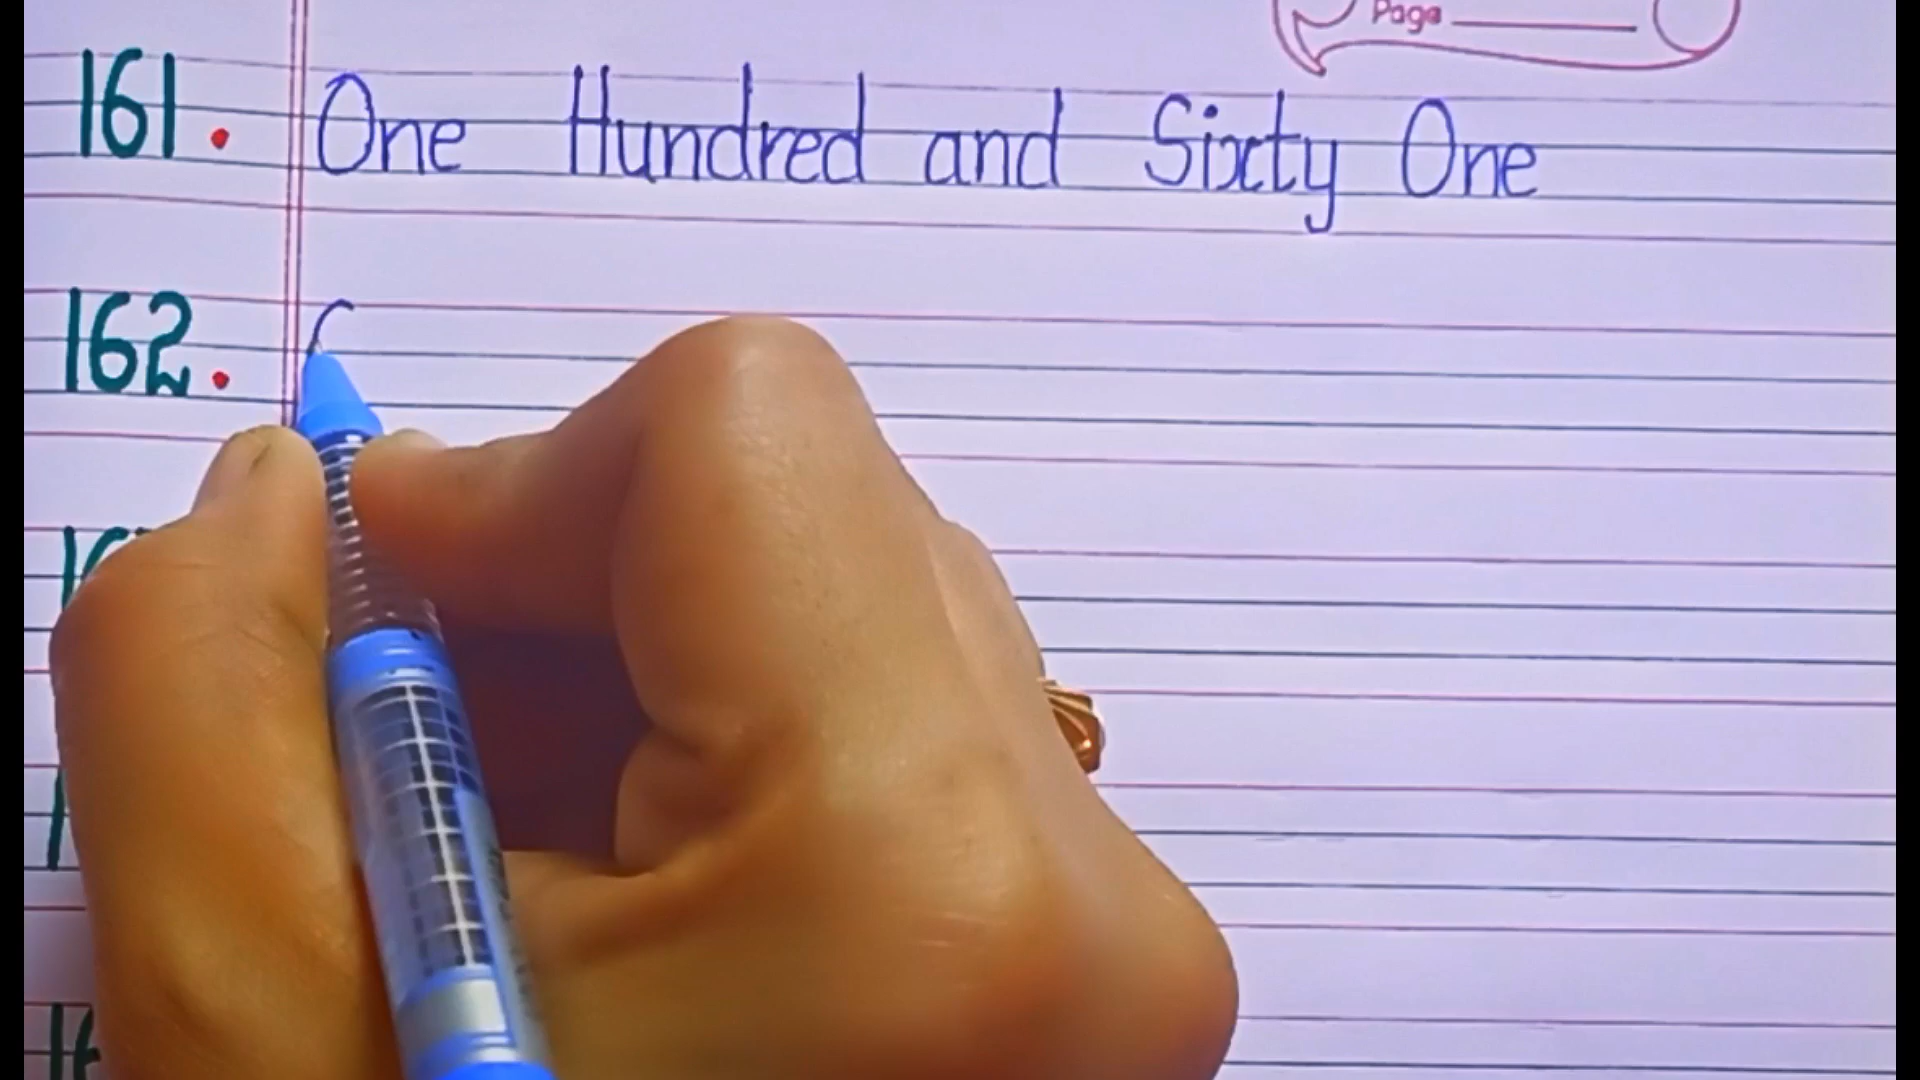 Page
161. One Hundred and Sixty One
162.